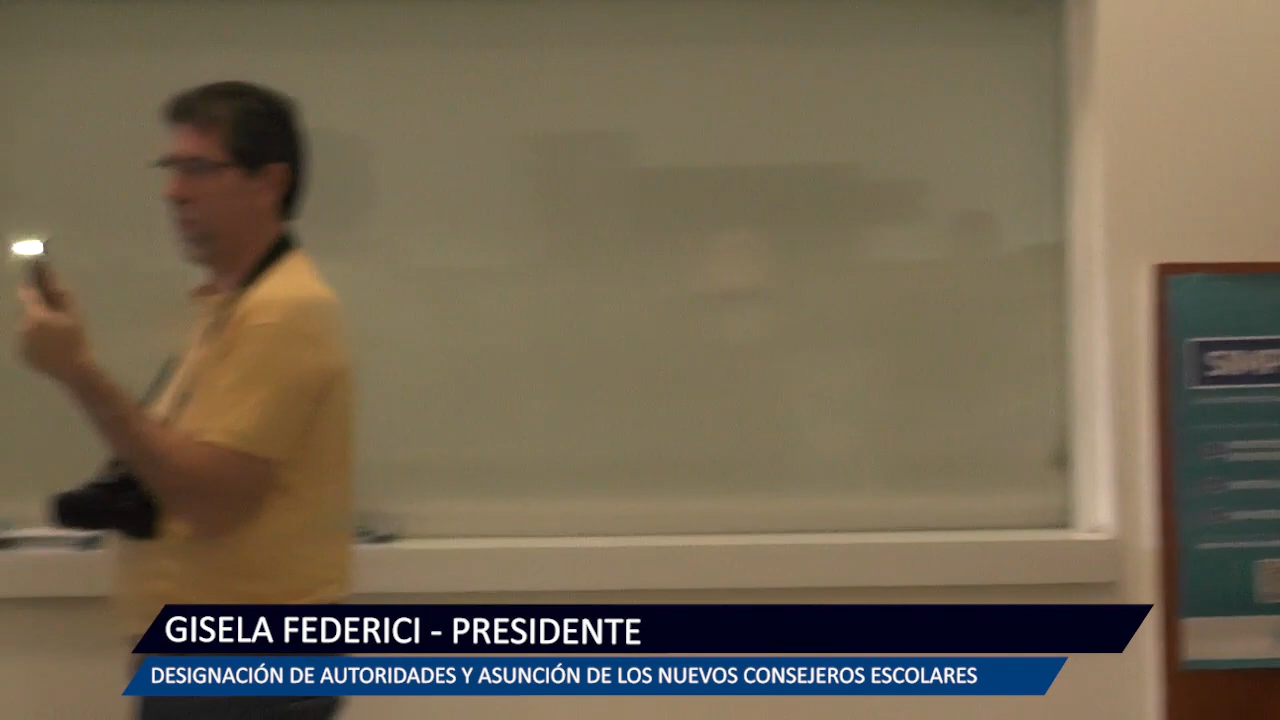 GISELA FEDERICI - PRESIDENTE
DESIGNACIÓN DE AUTORIDADES Y ASUNCIÓN DE LOS NUEVOS CONSEJEROS ESCOLARES